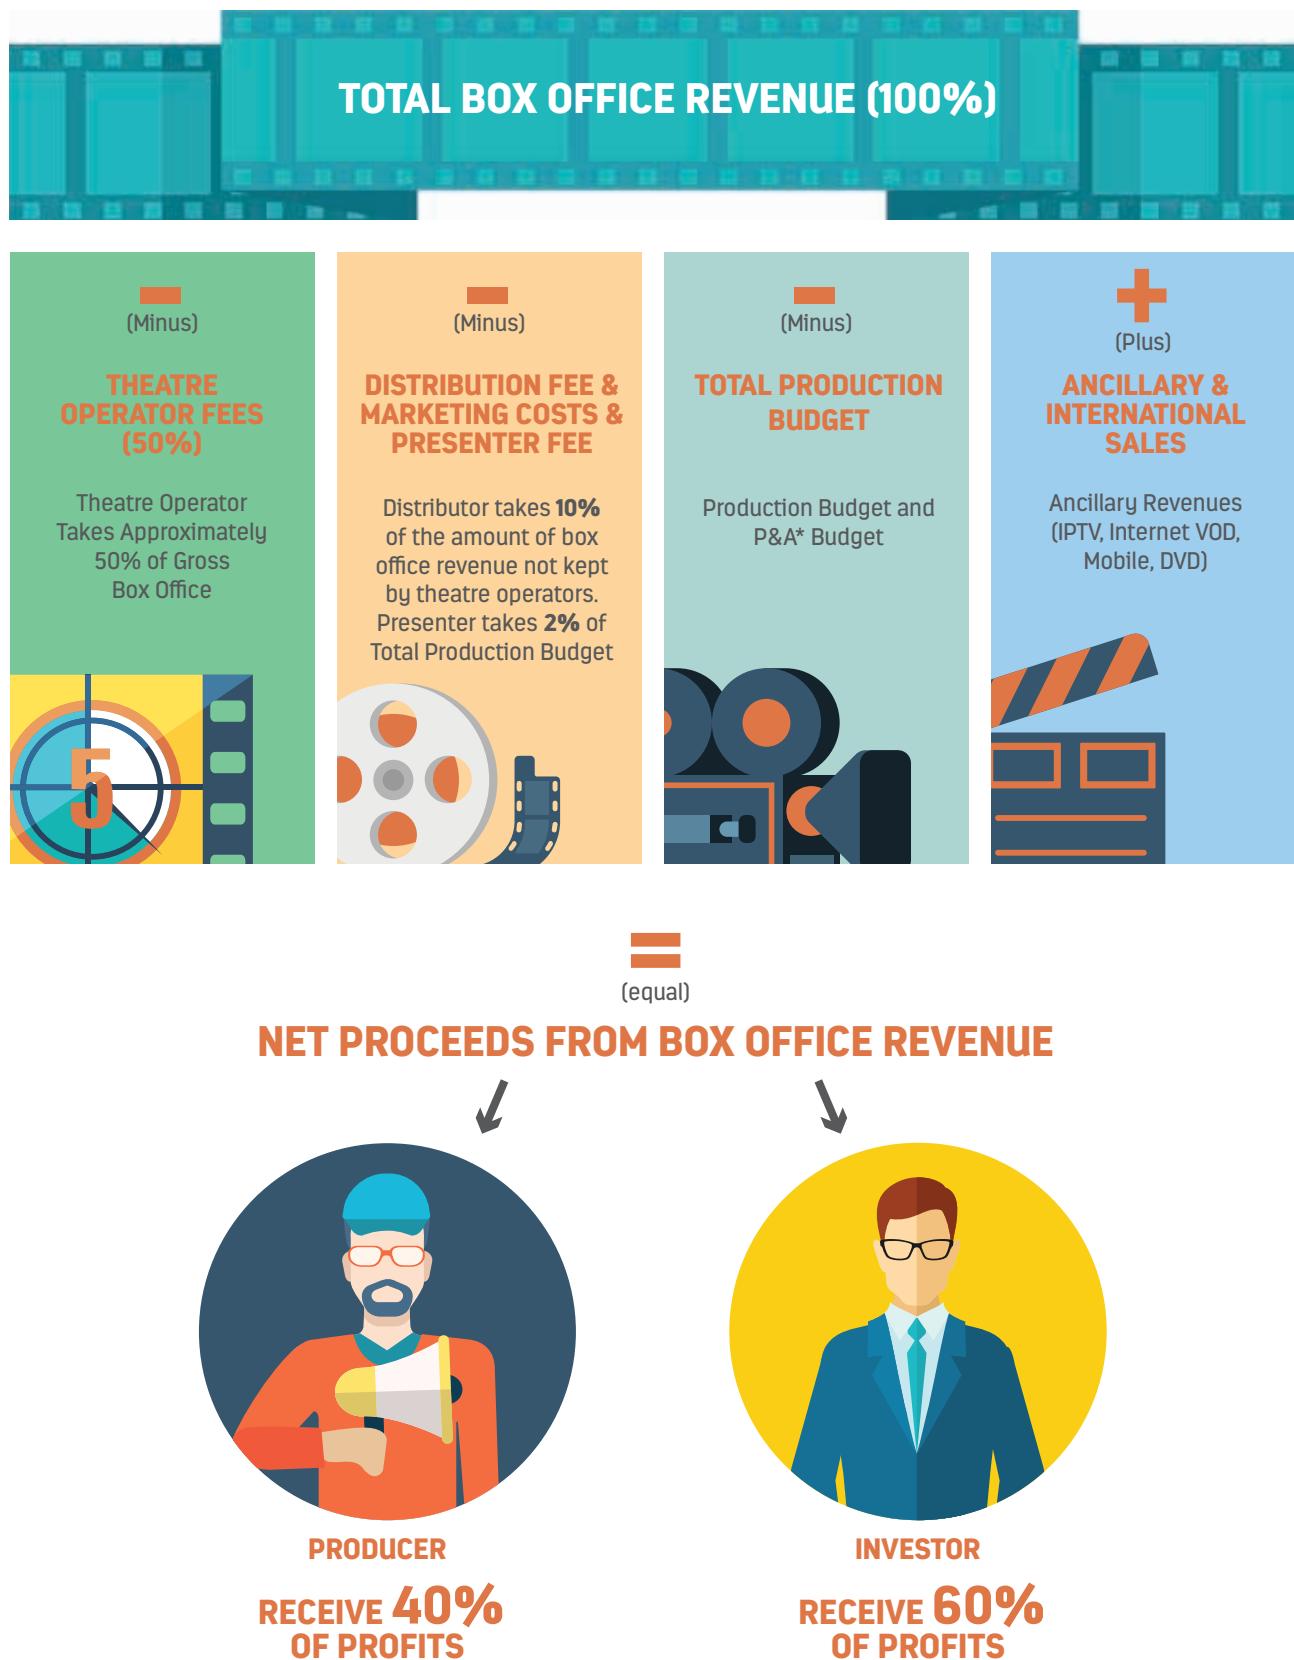 TOTAL BOX OFFICE REVENUE (100%)
(Minus)
THEATRE
OPERATOR FEES
(50%)
Theatre Operator
Takes Approximately
50% of Gross
Box Office
5
(Minus)
DISTRIBUTION FEE &
MARKETING COSTS &
PRESENTER FEE
Distributor takes 10%
of the amount of box
office revenue not kept
by theatre operators.
Presenter takes 2% of
Total Production Budget
(Minus)
TOTAL PRODUCTION
BUDGET
Production Budget and
P&A* Budget
(Plus)
ANCILLARY &
INTERNATIONAL
SALES
Ancillary Revenues
(IPTV, Internet VOD,
Mobile, DVD)
(equal)
NET PROCEEDS FROM BOX OFFICE REVENUE
PRODUCER
RECEIVE 40%
OF PROFITS
INVESTOR
RECEIVE 60%
OF PROFITS